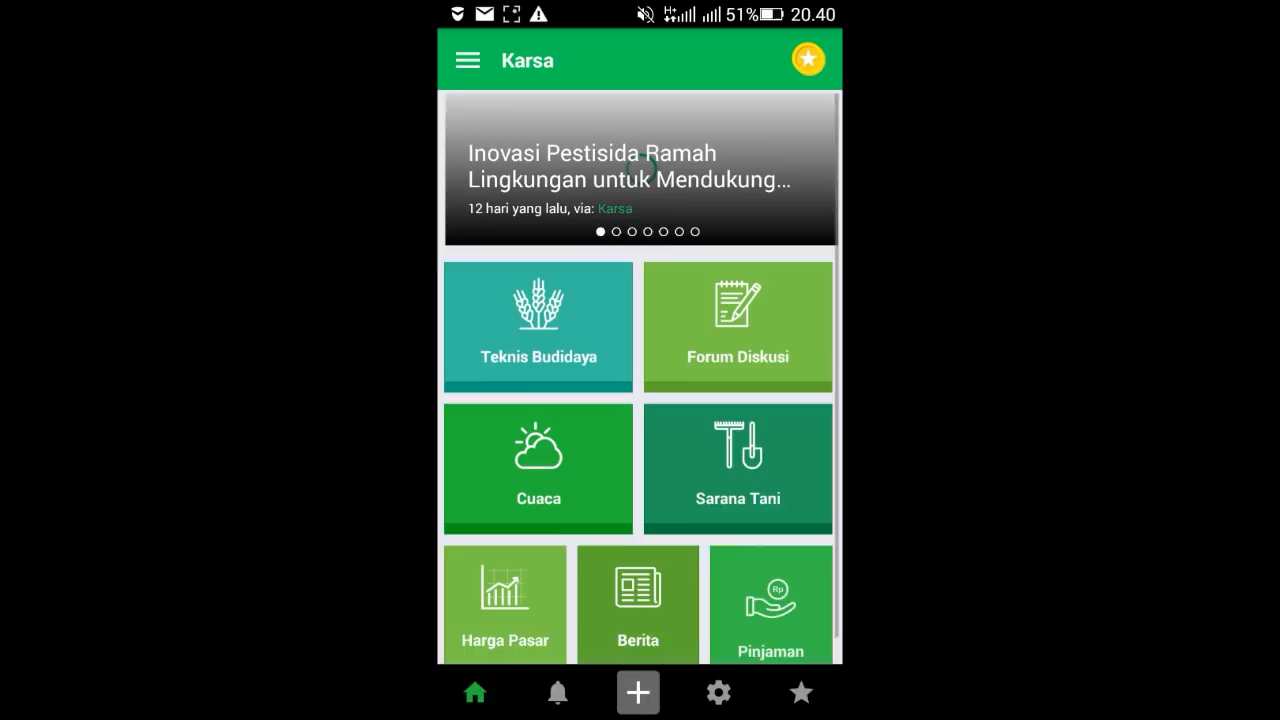 51% 20.40
Karsa
Inovasi Pestisida Ramah
Lingkungan untuk Mendukung...
12 hari yang lalu, via: Karsa
Teknis Budidaya
Forum Diskusi
Cuaca
Sarana Tani
Rp
Harga Pasar
Berita
Pinjaman